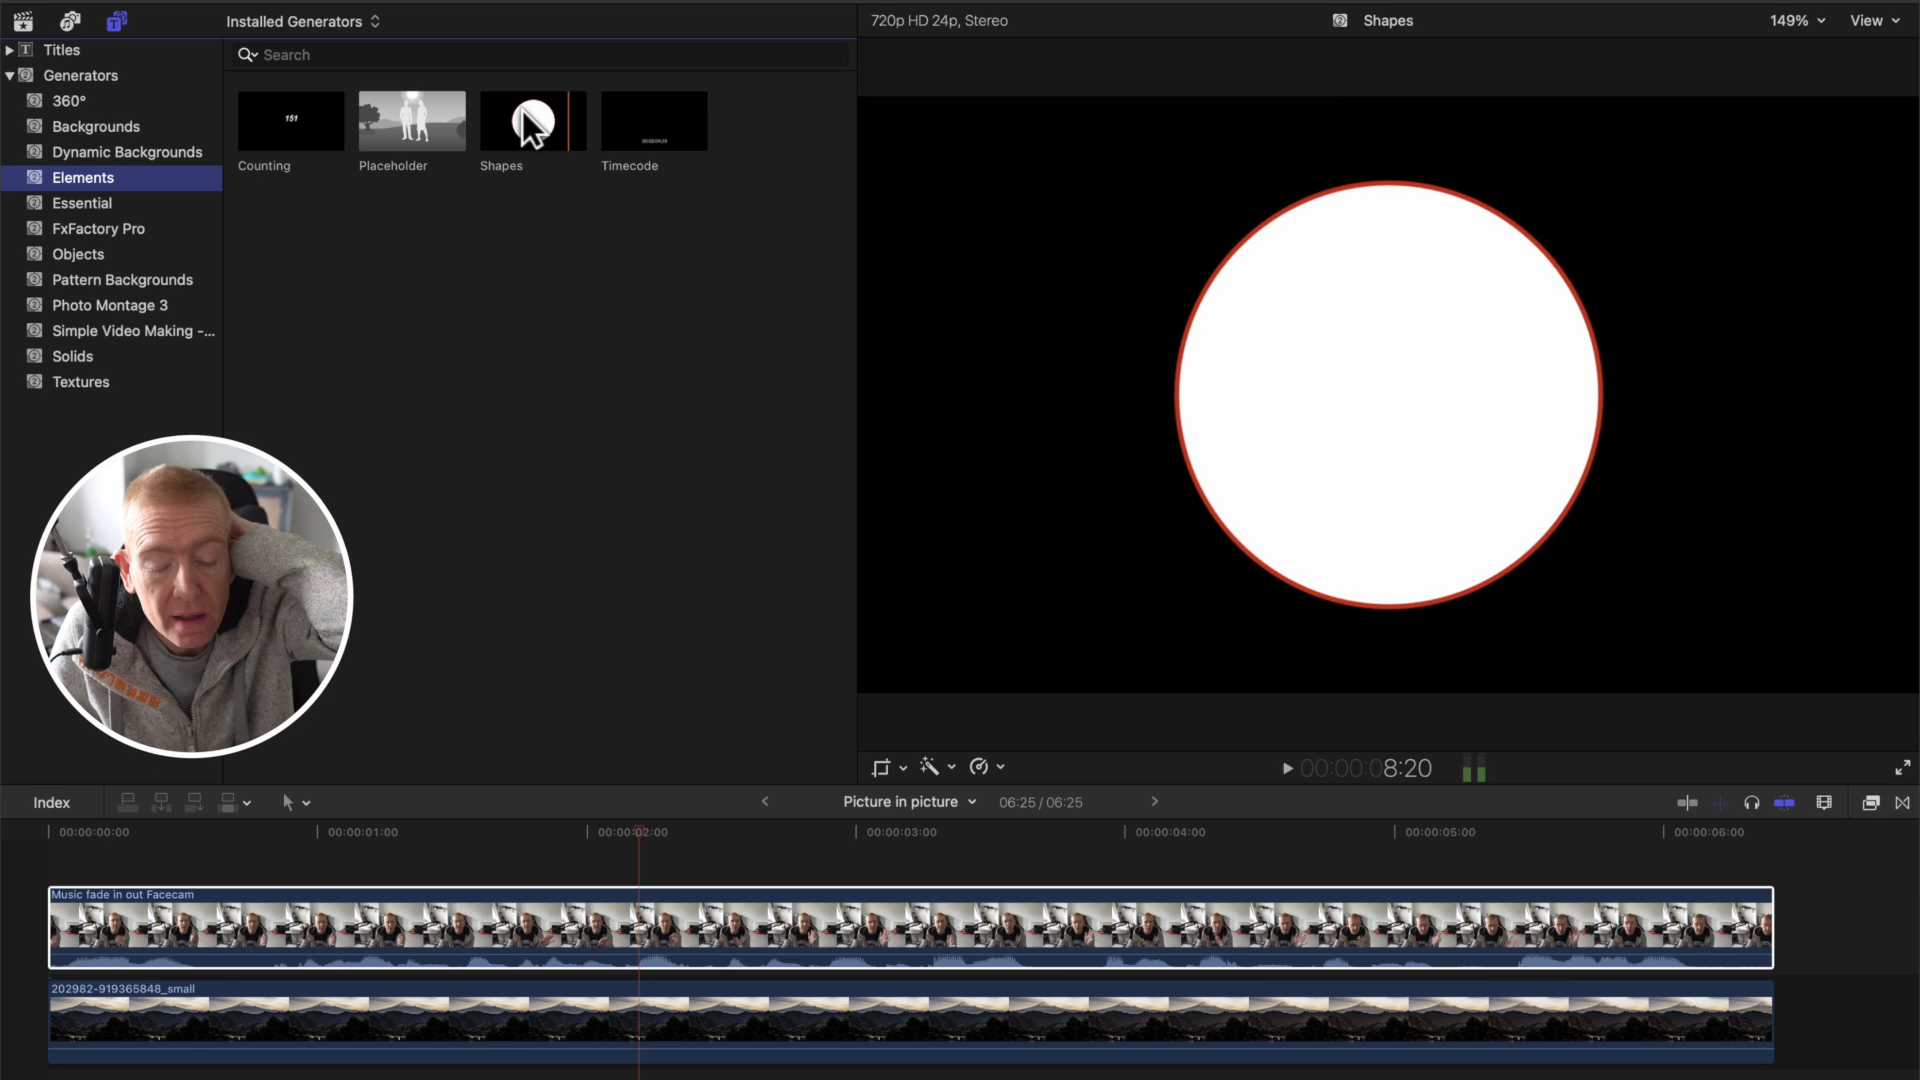 Installed Generators
720p HD 24p, Stereo
Shapes
149%
View
Titles
Search
Generators
360°
Backgrounds
Dynamic Backgrounds
Elements
Essential
FxFactory Pro
Objects
Pattern Backgrounds
Photo Montage 3
Simple Video Making -...
Solids
Textures
151
Counting
Placeholder
Shapes
Timecode
00:00:08:20
Index
Picture in picture
06:25 / 06:25
00:00:00:00
00:00:01:00
00:00:02:00
00:00:03:00
00:00:04:00
00:00:05:00
00:00:06:00
Music fade in out Facecam
202982-919365848_small